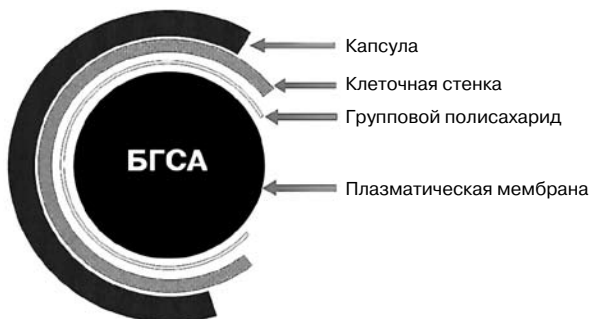 Капсула
Клеточная стенка
Групповой полисахарид
БГСА
Плазматическая мембрана